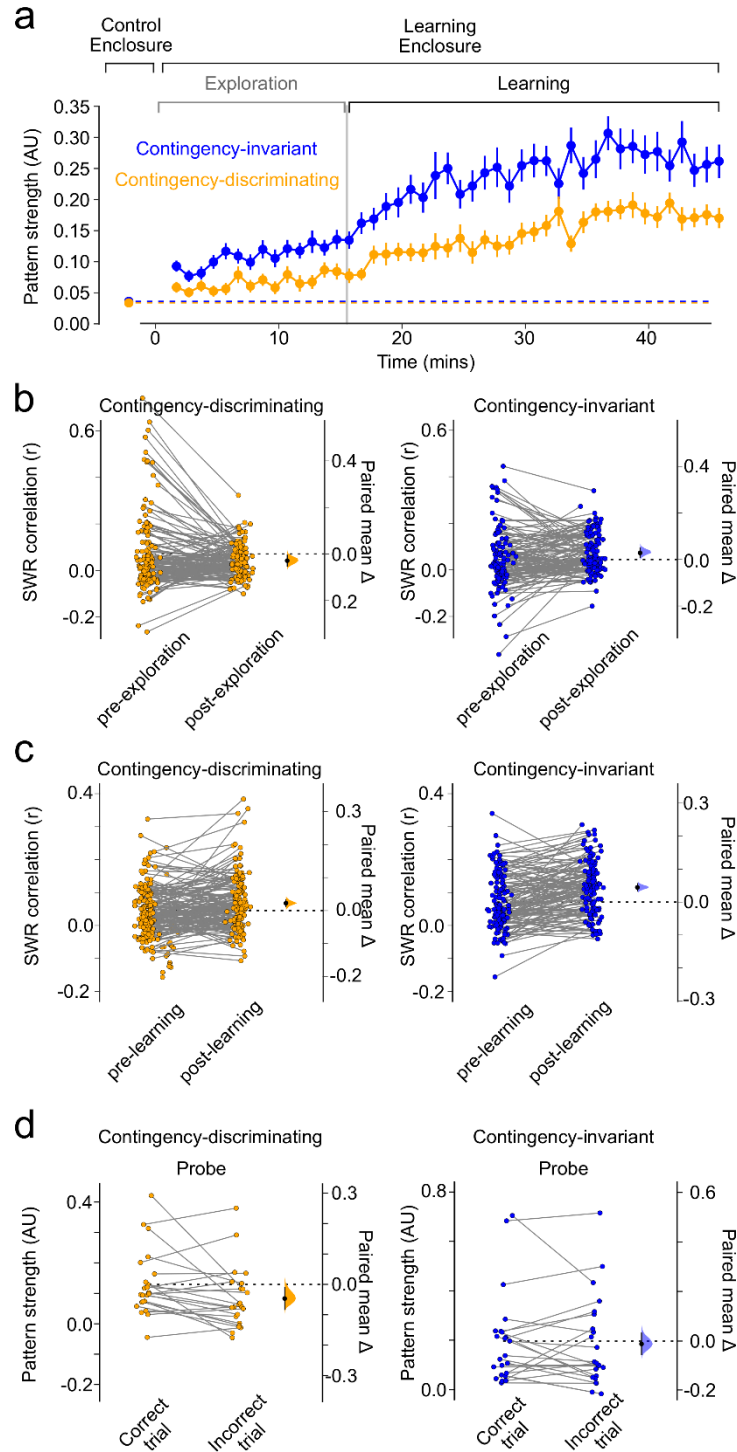 a
Control
Enclosure
Learning
Enclosure
Exploration
Learning
Pattern strength (AU)
0.35
0.30
0.25
0.20
0.15
0.10
0.05
0.00
Contingency-invariant
Contingency-discriminating
0
10
20
30
40
Time (mins)
b
Contingency-discriminating
SWR correlation (r)
0.6
0.0
-0.2
0.4
0.0
0.2
Paired mean Δ
pre-exploration
post-exploration
Contingency-invariant
SWR correlation (r)
0.6
0.0
-0.2
0.4
0.0
-0.2
Paired mean Δ
pre-exploration
post-exploration
c
Contingency-discriminating
SWR correlation (r)
0.4
0.0
-0.2
0.3
0.0
-0.2
Paired mean Δ
pre-learning
post-learning
Contingency-invariant
SWR correlation (r)
0.4
0.0
-0.2
0.3
0.0
-0.3
Paired mean Δ
pre-learning
post-learning
d
Contingency-discriminating
Probe
Pattern strength (AU)
0.4
0.0
-0.2
0.3
0.0
-0.3
Paired mean Δ
Correct
trial
Incorrect
trial
Contingency-invariant
Probe
Pattern strength (AU)
0.8
0.0
0.6
0.0
-0.2
Paired mean Δ
Correct
trial
Incorrect
trial